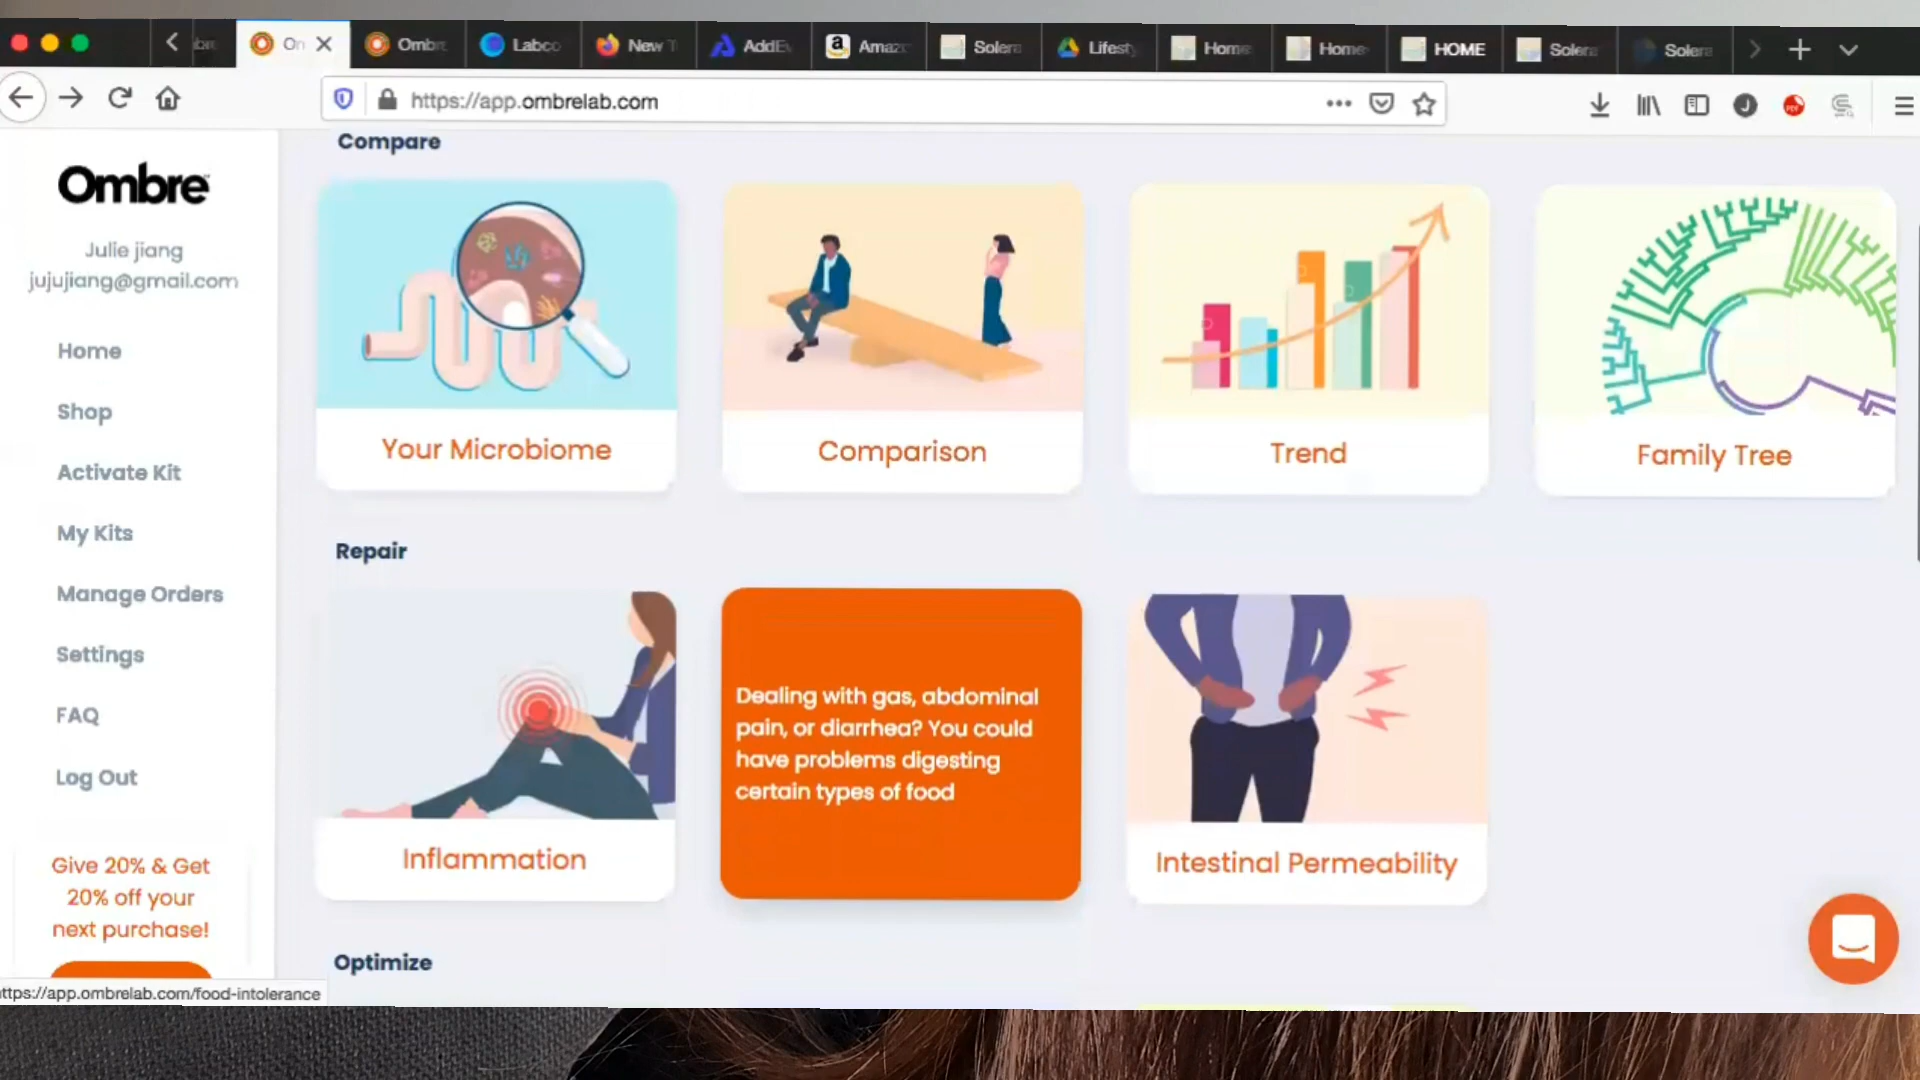 New T
HOME
https://app.ombrelab.com
Compare
Ombre
Julie jiang
jujujiang@gmail.com
Home
Shop
Activate Kit
My Kits
Manage Orders
Settings
FAQ
Log Out
Give 20% & Get
20% off your
next purchase!
Your Microbiome
Comparison
Trend
Family Tree
Repair
Inflammation
Dealing with gas, abdominal
pain, or diarrhea? You could
have problems digesting
certain types of food
Intestinal Permeability
Optimize
ttps://app.ombrelab.com/food-intolerance